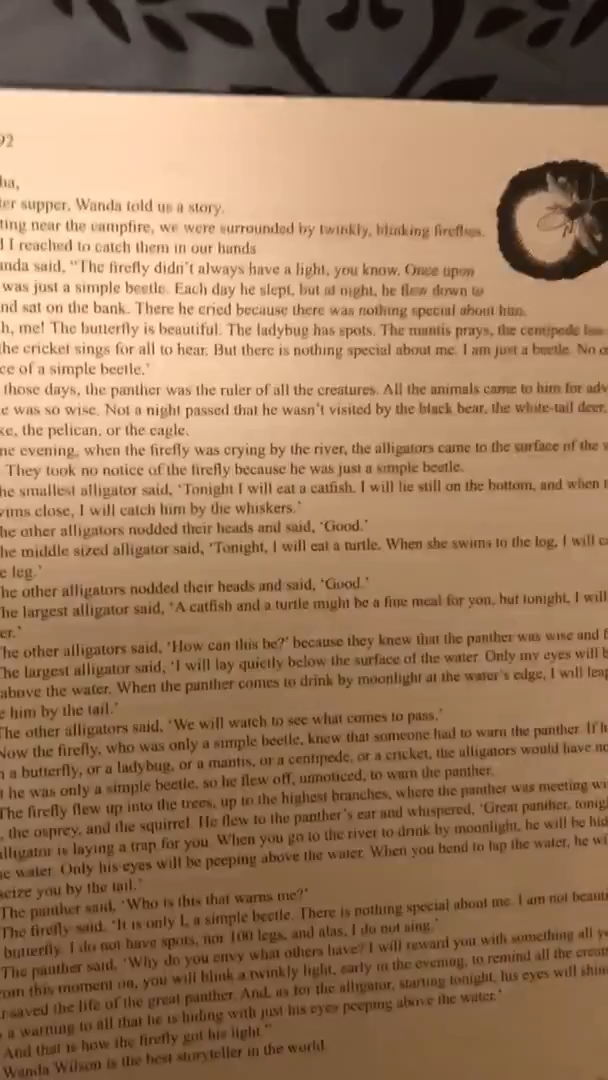 92
ha,
er supper, Wanda told us a story.
ting near the campfire, we were surrounded by twinkly, blinking fireflies.
I reached to catch them in our hands
anda said, "The firefly didn't always have a light, you know. Once upon
was just a simple beetle. Each day he slept, but at night, he flew down to
nd sat on the bank. There he cried because there was nothing special about him.
h, me! The butterfly is beautiful. The ladybug has spots. The mantis prays, the centipede has
the cricket sings for all to hear. But there is nothing special about me. I am just a beetle. No o
ce of a simple beetle.'
those days, the panther was the ruler of all the creatures. All the animals came to him for adv
e was so wise. Not a night passed that he wasn't visited by the black bear, the white-tail deer,
ke, the pelican, or the eagle.
ne evening, when the firefly was crying by the river, the alligators came to the surface of the w
They took no notice of the firefly because he was just a simple beetle.
he smallest alligator said, 'Tonight I will eat a catfish. I will lie still on the bottom, and when
vims close, I will catch him by the whiskers.'
he other alligators nodded their heads and said, 'Good.'
he middle sized alligator said, 'Tonight, I will eat a turtle. When she swims to the log, I will c
e leg.'
he other alligators nodded their heads and said, 'Good.'
he largest alligator said, 'A catfish and a turtle might be a fine meal for you, but tonight, I will
er.'
he other alligators said, 'How can this be?' because they knew that the panther was wise and
The largest alligator said, 'I will lay quietly below the surface of the water. Only my eyes will b
above the water. When the panther comes to drink by moonlight at the water's edge, I will leap
e him by the tail.'
The other alligators said, 'We will watch to see what comes to pass.'
Now the firefly, who was only a simple beetle, knew that someone had to warn the panther. If h
n a butterfly, or a ladybug, or a mantis, or a centipede, or a cricket, the alligators would have no
t he was only a simple beetle, so he flew off, unnoticed, to warn the panther.
The firefly flew up into the trees, up to the highest branches, where the panther was meeting wi
, the osprey, and the squirrel. He flew to the panther's ear and whispered, 'Great panther, tonig
alligator is laying a trap for you. When you go to the river to drink by moonlight, he will be hid
he water. Only his eyes will be peeping above the water. When you bend to lap the water, he wi
seize you by the tail.'
The panther said, 'Who is this that warns me?'
The firefly said, 'It is only I, a simple beetle. There is nothing special about me. I am not beauti
butterfly. I do not have spots, nor 100 legs, and alas, I do not sing.'
The panther said, 'Why do you envy what others have? I will reward you with something all y
rom this moment on, you will blink a twinkly light, early in the evening, to remind all the creat
r saved the life of the great panther. And, as for the alligator, starting tonight, his eyes will shin
a warning to all that he is hiding with just his eyes peeping above the water.'
And that is how the firefly got his light."
Wanda Wilson is the best storyteller in the world